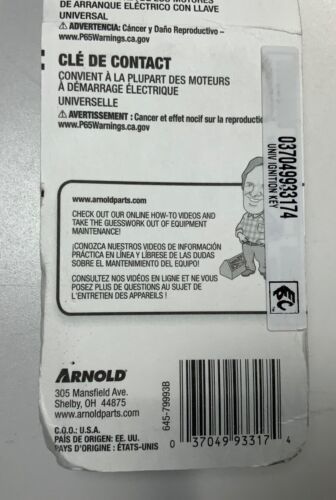 DE ARRANQUE ELÉCTRICO CON LLAVE
UNIVERSAL
⚠ ADVERTENCIA: Cáncer y Daño Reproductivo –
www.P65Warnings.ca.gov
CLÉ DE CONTACT
CONVIENT À LA PLUPART DES MOTEURS
À DÉMARRAGE ÉLECTRIQUE
UNIVERSELLE
⚠ AVERTISSEMENT : Cancer et effet nocif sur la
www.P65Warnings.ca.gov
037049933174
UNIV IGNITION KEY
www.arnoldparts.com
CHECK OUT OUR ONLINE HOW-TO VIDEOS AND
TAKE THE GUESSWORK OUT OF EQUIPMENT
MAINTENANCE!
¡CONOZCA NUESTROS VIDEOS DE INFORMACIÓN
PRÁCTICA EN LÍNEA Y LÍBRESE DE LAS DUDAS
SOBRE EL MANTENIMIENTO DEL EQUIPO!
CONSULTEZ NOS VIDÉOS EN LIGNE ET NE VOUS
POSEZ PLUS DE QUESTIONS AU SUJET DE
L'ENTRETIEN DES APPAREILS !
ARNOLD
305 Mansfield Ave.
Shelby, OH 44875
www.arnoldparts.com
C.O.O.: U.S.A.
PAÍS DE ORIGEN: EE. UU.
PAYS D'ORIGINE : ÉTATS-UNIS
645-79993B
0 37049 93317 4